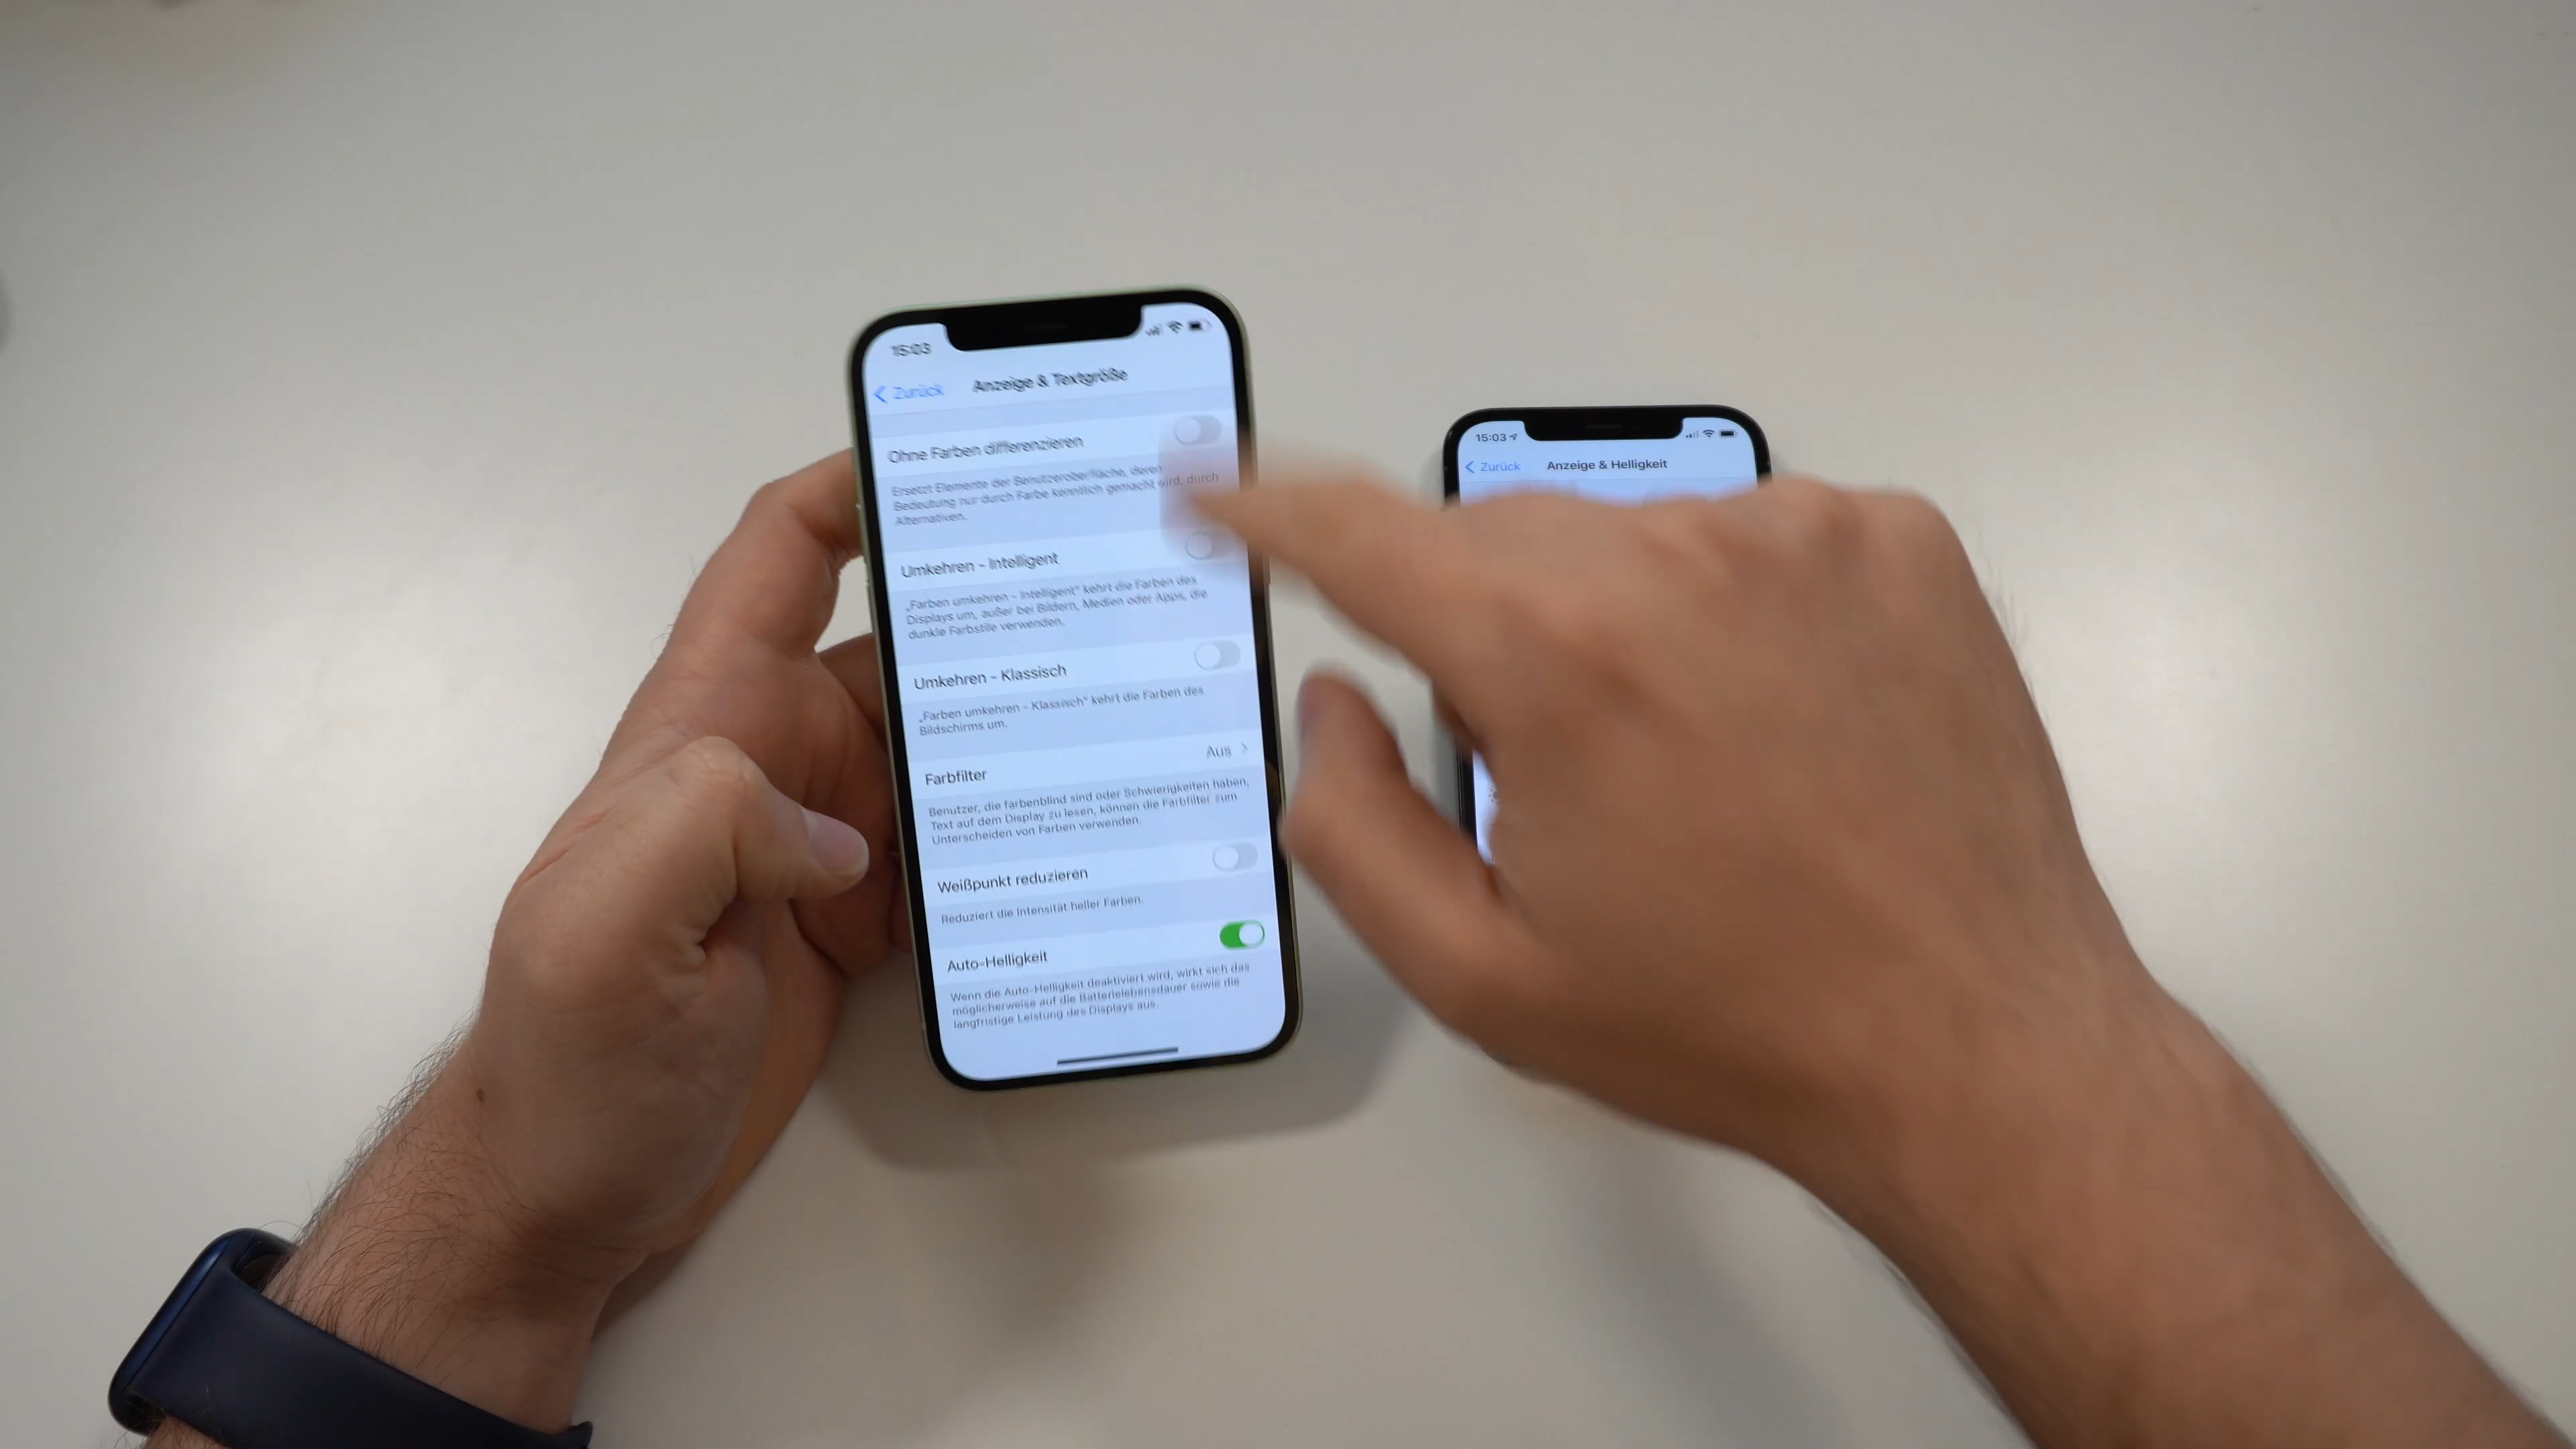 15:03
Zurück
Anzeige & Textgröße
Ohne Farben differenzieren
Ersetzt Elemente der Benutzeroberfläche, deren
Bedeutung nur durch Farbe kenntlich gemacht wird, durch
Alternativen.
Umkehren – Intelligent
„Farben umkehren – Intelligent“ kehrt die Farben des
Displays um, außer bei Bildern, Medien oder Apps, die
dunkle Farbstile verwenden.
Umkehren – Klassisch
„Farben umkehren – Klassisch“ kehrt die Farben des
Bildschirms um.
Farbfilter
Aus
Benutzer, die farbenblind sind oder Schwierigkeiten haben,
Text auf dem Display zu lesen, können die Farbfilter zum
Unterscheiden von Farben verwenden.
Weißpunkt reduzieren
Reduziert die Intensität heller Farben.
Auto-Helligkeit
Wenn die Auto-Helligkeit deaktiviert wird, wirkt sich das
möglicherweise auf die Batterielebensdauer sowie die
langfristige Leistung des Displays aus.
15:03
Zurück
Anzeige & Helligkeit